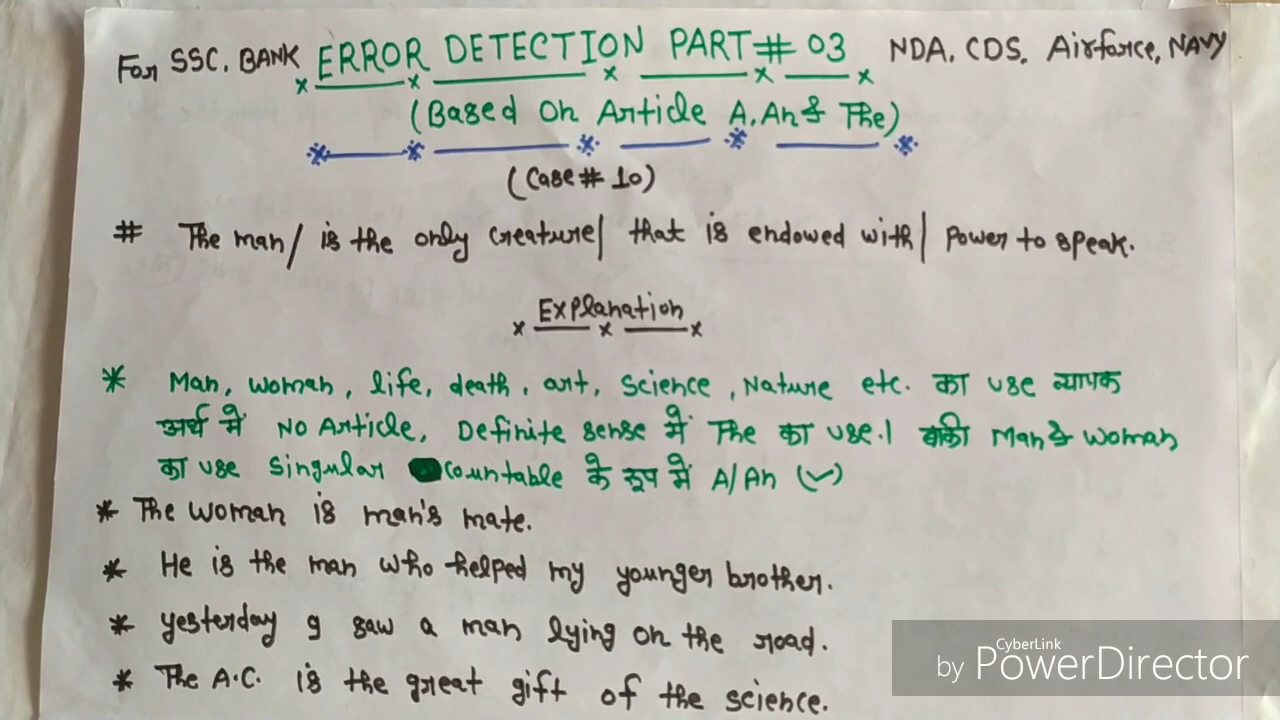 For SSC. BANK ERROR DETECTION PART # 03 NDA. CDS. Airforce, NAVY
(Based On Article A. An & The)
(Case # 10)
# The man/ is the only creature/ that is endowed with/ power to speak.
Explanation
* Man, woman, life, death, art, Science, Nature etc. का use व्यापक
अर्थ में No Article, Definite sense में The का use.। बाकी Man & woman
का use singular countable के रूप में A/An (✓)
* The woman is man's mate.
* He is the man who helped my younger brother.
* yesterday I saw a man lying on the road.
* The A.C. is the great gift of the science.
CyberLink
by PowerDirector